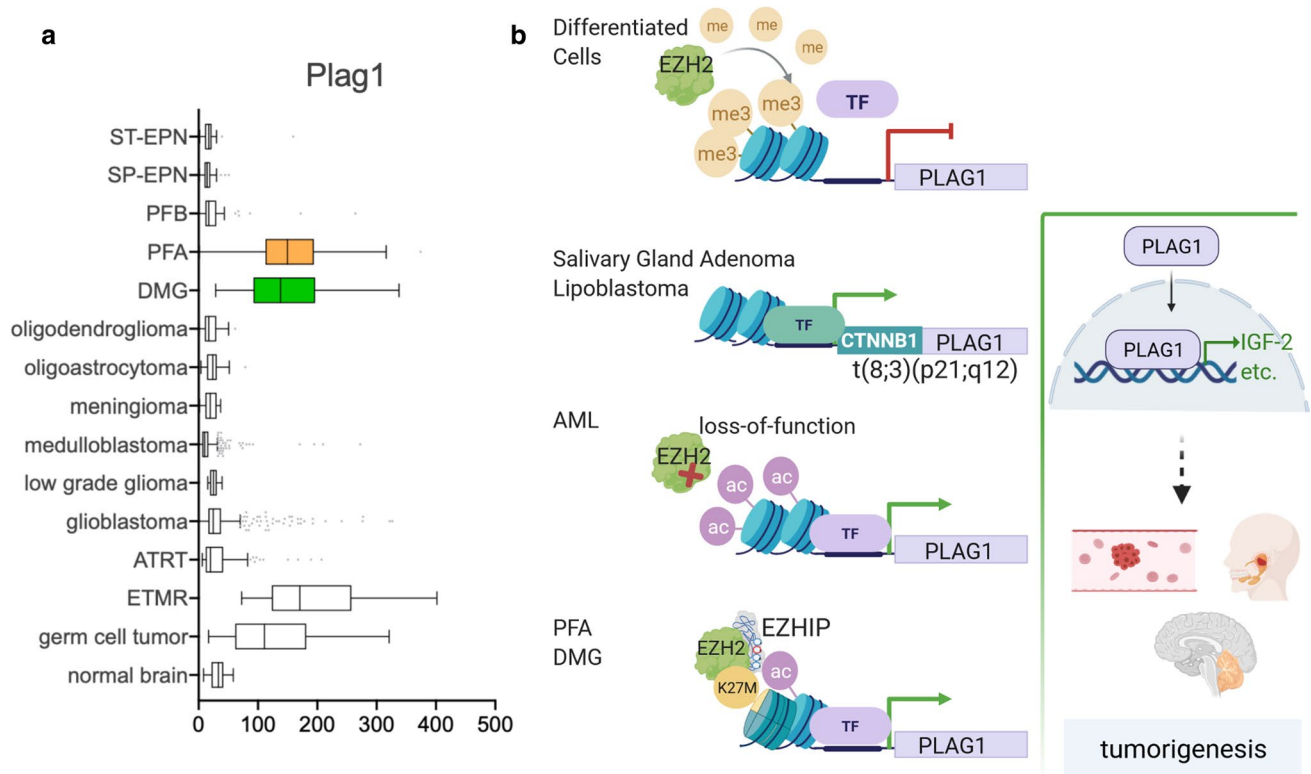 a
Plag1
ST-EPN
SP-EPN
PFB
PFA
DMG
oligodendroglioma
oligoastrocytoma
meningioma
medulloblastoma
low grade glioma
glioblastoma
ATRT
ETMR
germ cell tumor
normal brain
0 100 200 300 400 500
b
Differentiated
Cells
me me me
EZH2
me3 me3
me3
TF
PLAG1
Salivary Gland Adenoma
Lipoblastoma
TF
CTNNB1 PLAG1
t(8;3)(p21;q12)
AML
loss-of-function
EZH2
ac ac
ac
TF
PLAG1
PFA
DMG
EZHIP
EZH2
K27M
ac
TF
PLAG1
PLAG1
PLAG1
IGF-2
etc.
tumorigenesis